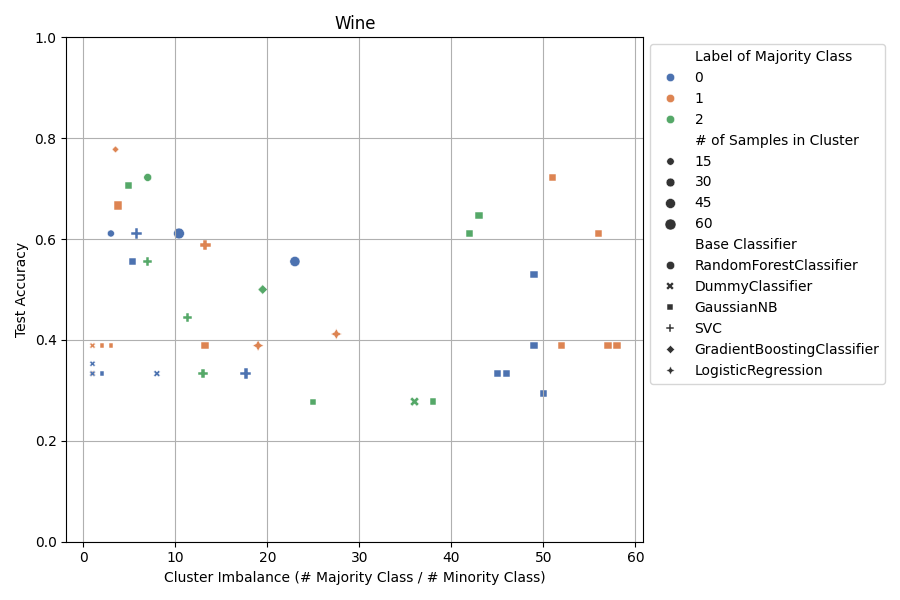 Wine
1.0
0.8
0.6
0.4
0.2
0.0
Test Accuracy
0 10 20 30 40 50 60
Cluster Imbalance (# Majority Class / # Minority Class)
Label of Majority Class
0
1
2
# of Samples in Cluster
15
30
45
60
Base Classifier
RandomForestClassifier
DummyClassifier
GaussianNB
SVC
GradientBoostingClassifier
LogisticRegression